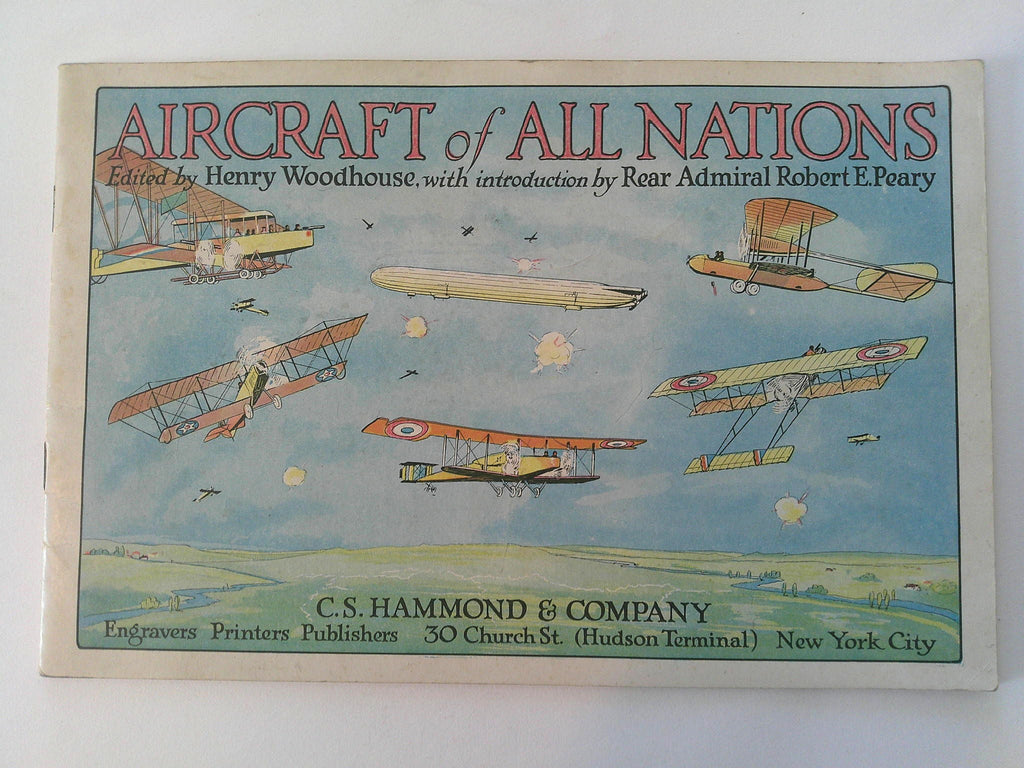 AIRCRAFT of ALL NATIONS
Edited by Henry Woodhouse, with introduction by Rear Admiral Robert E. Peary
C.S. HAMMOND & COMPANY
Engravers Printers Publishers 30 Church St. (Hudson Terminal) New York City